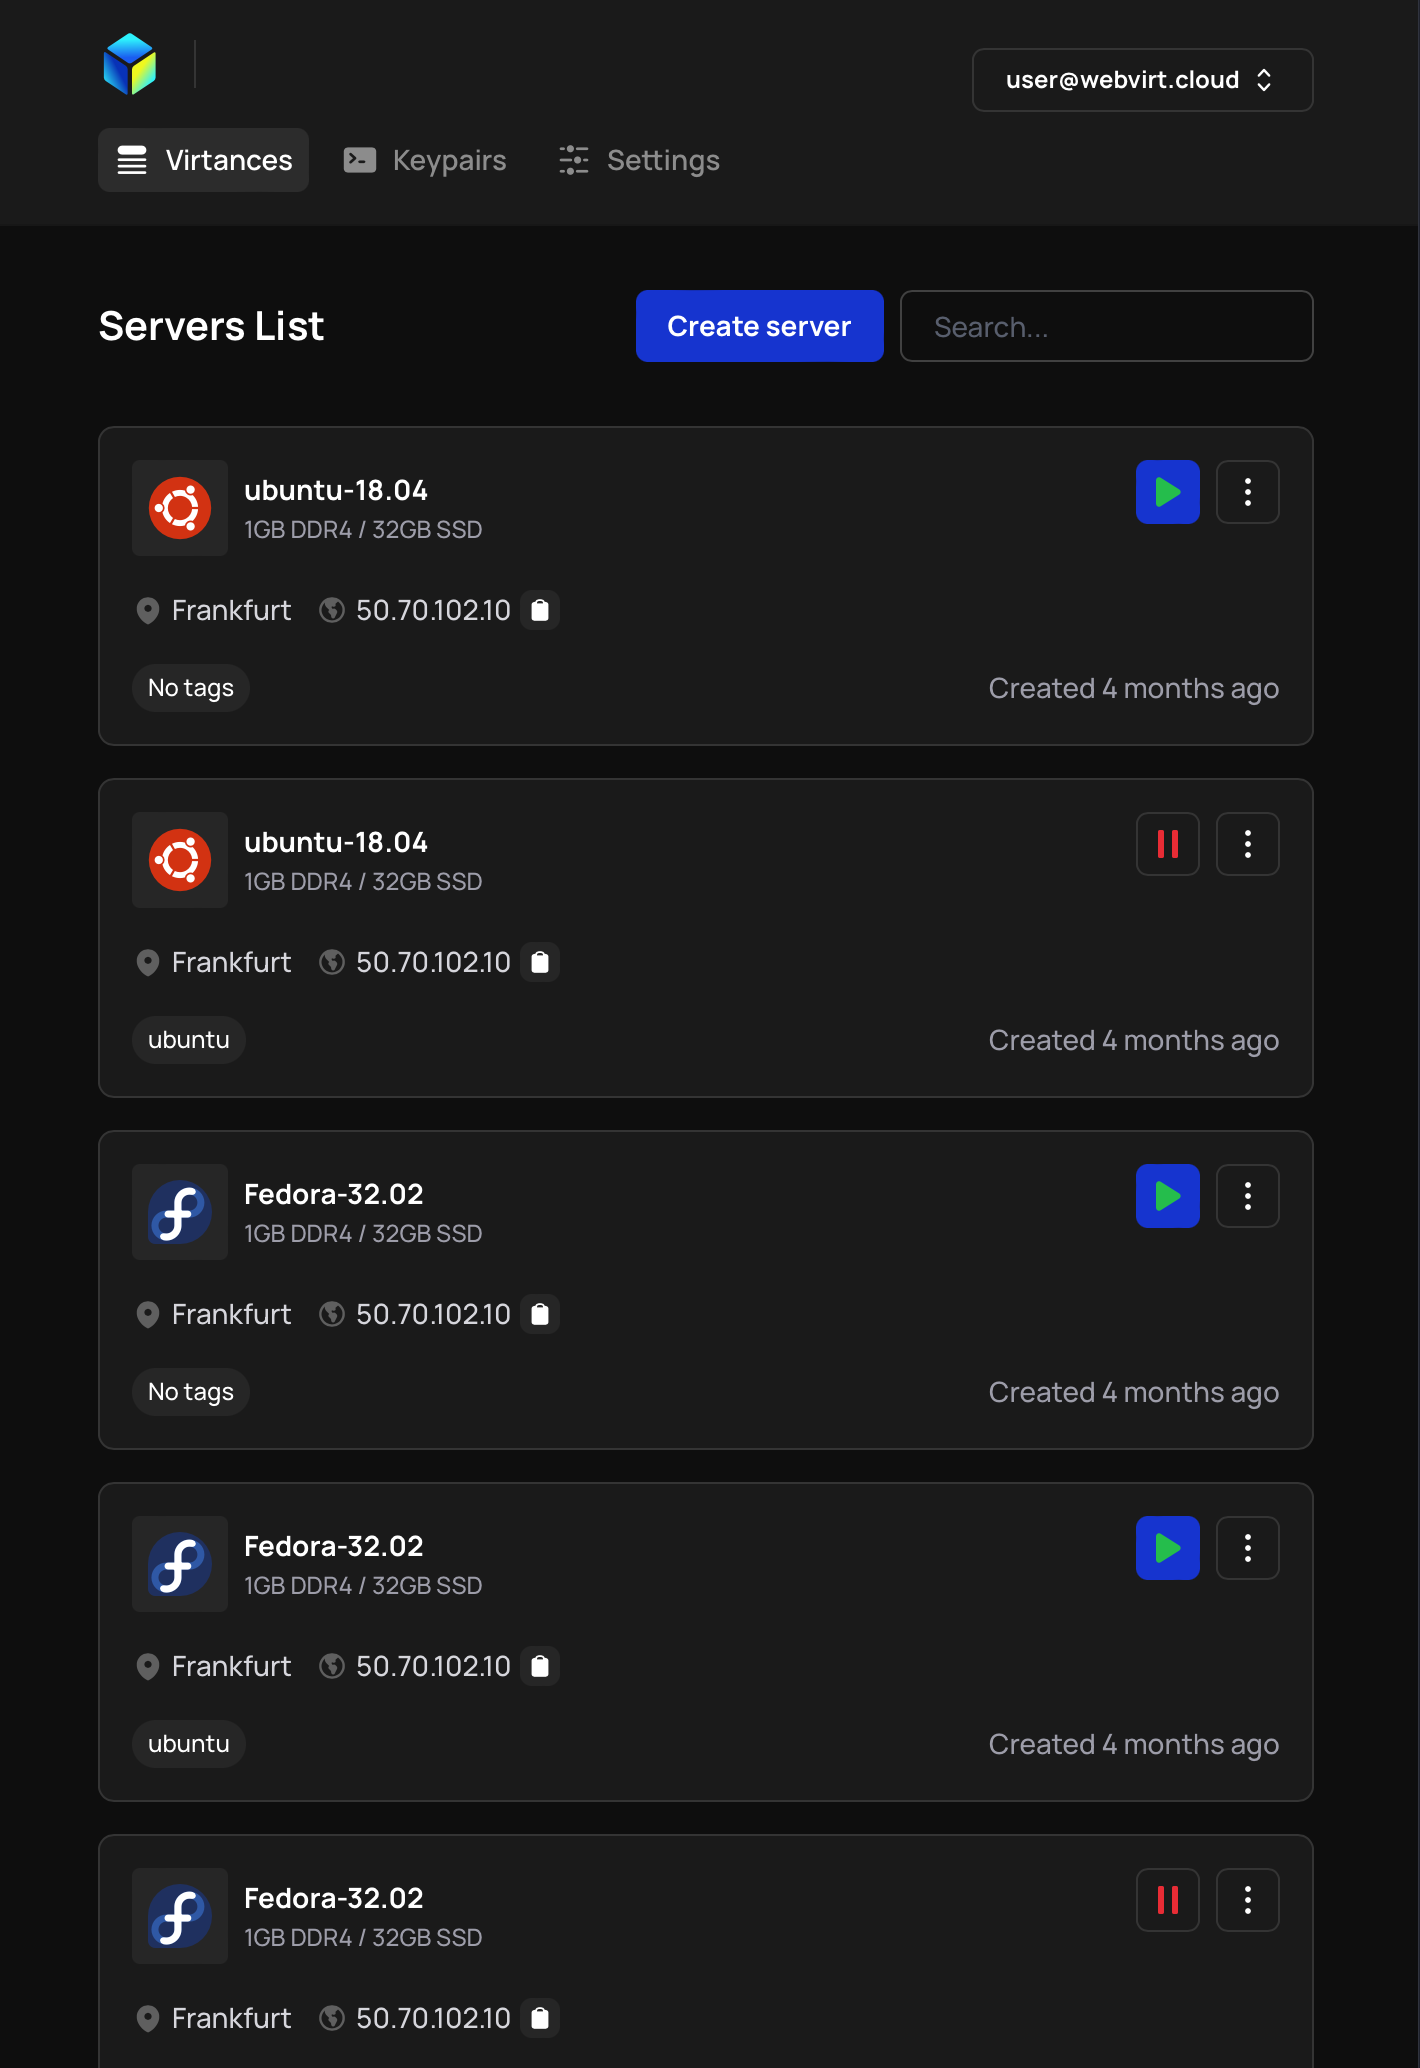 user@webvirt.cloud
Virtances
Keypairs
Settings
Servers List
Create server
Search...
ubuntu-18.04
1GB DDR4 / 32GB SSD
Frankfurt
50.70.102.10
No tags
Created 4 months ago
ubuntu-18.04
1GB DDR4 / 32GB SSD
Frankfurt
50.70.102.10
ubuntu
Created 4 months ago
Fedora-32.02
1GB DDR4 / 32GB SSD
Frankfurt
50.70.102.10
No tags
Created 4 months ago
Fedora-32.02
1GB DDR4 / 32GB SSD
Frankfurt
50.70.102.10
ubuntu
Created 4 months ago
Fedora-32.02
1GB DDR4 / 32GB SSD
Frankfurt
50.70.102.10